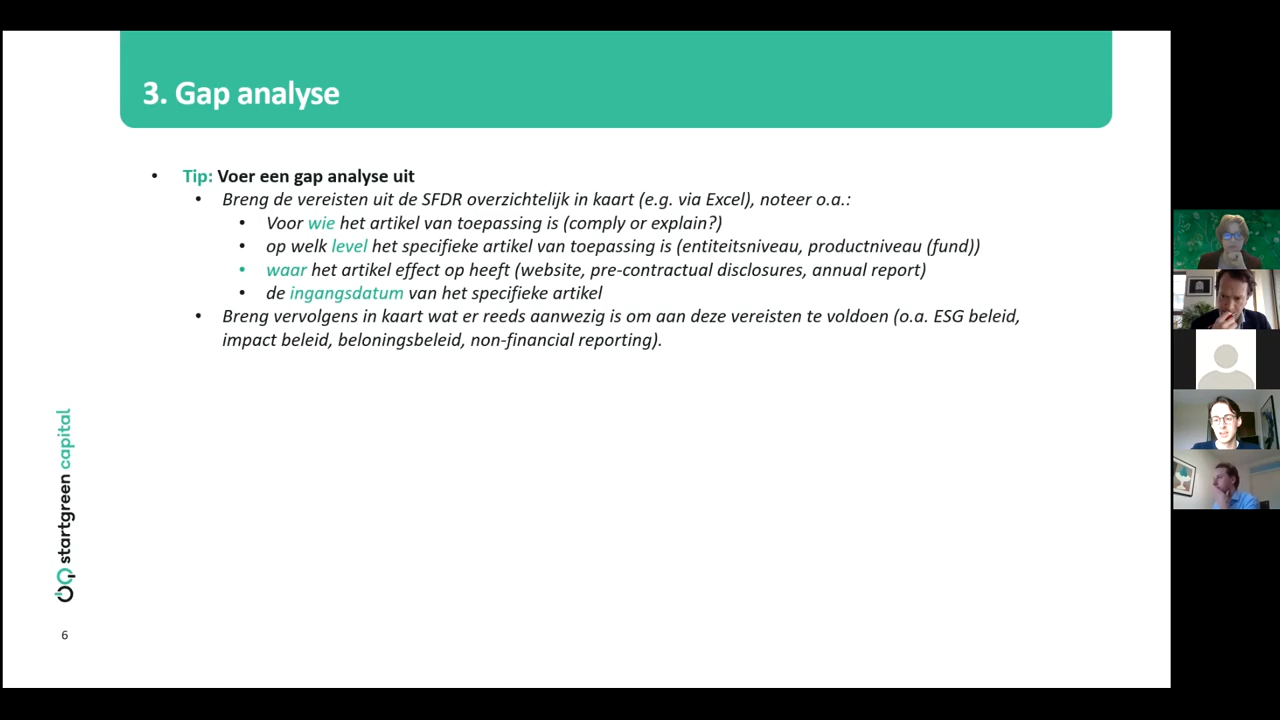 3. Gap analyse
• Tip: Voer een gap analyse uit
• Breng de vereisten uit de SFDR overzichtelijk in kaart (e.g. via Excel), noteer o.a.:
• Voor wie het artikel van toepassing is (comply or explain?)
• op welk level het specifieke artikel van toepassing is (entiteitsniveau, productniveau (fund))
• waar het artikel effect op heeft (website, pre-contractual disclosures, annual report)
• de ingangsdatum van het specifieke artikel
• Breng vervolgens in kaart wat er reeds aanwezig is om aan deze vereisten te voldoen (o.a. ESG beleid,
impact beleid, beloningsbeleid, non-financial reporting).
startgreen capital
6